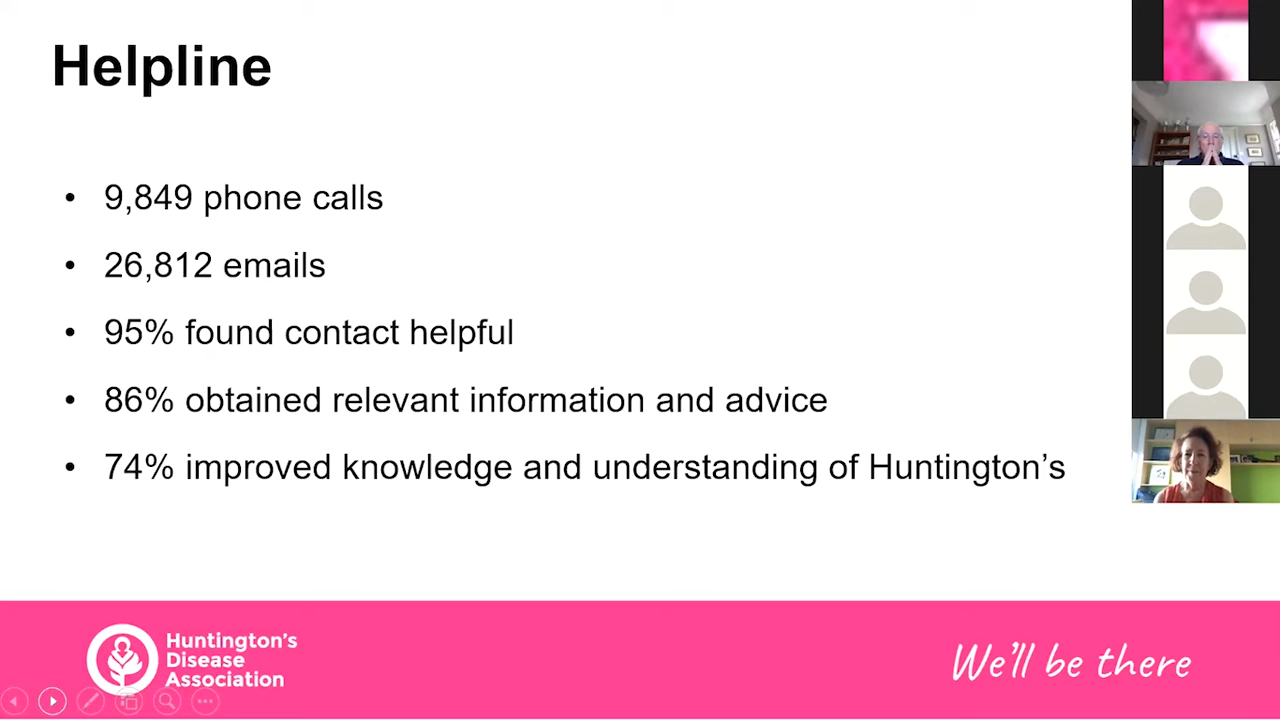 Helpline
• 9,849 phone calls
• 26,812 emails
• 95% found contact helpful
• 86% obtained relevant information and advice
• 74% improved knowledge and understanding of Huntington’s
Huntington’s
Disease
Association
We’ll be there